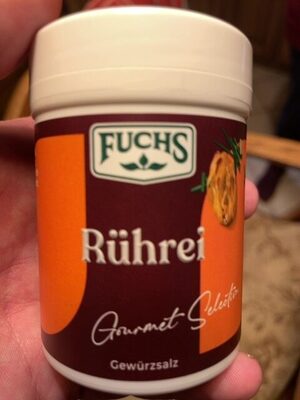 FUCHS
Rührei
Gourmet Selection
Gewürzsalz